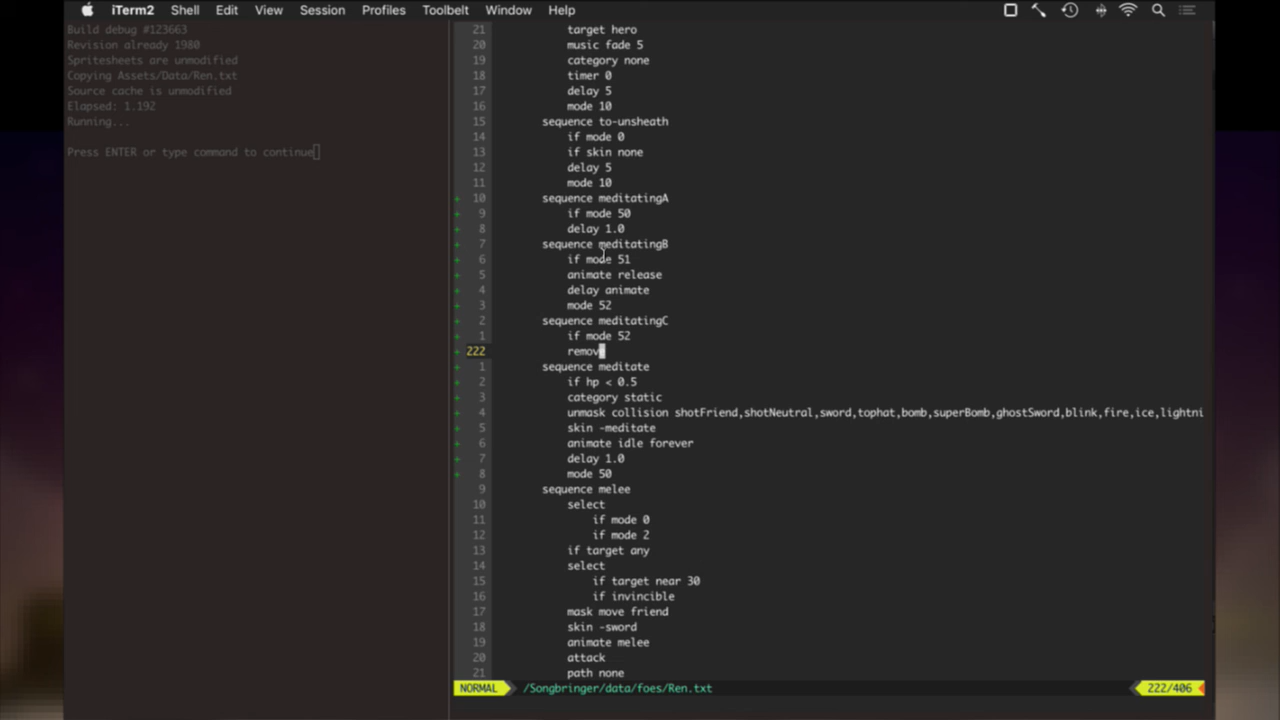 iTerm2 Shell Edit View Session Profiles Toolbelt Window Help
Build debug #123663
Revision already 1980
Spritesheets are unmodified
Copying Assets/Data/Ren.txt
Source cache is unmodified
Elapsed: 1.192
Running...
Press ENTER or type command to continue
21 target hero
20 music fade 5
19 category none
18 timer 0
17 delay 5
16 mode 10
15 sequence to-unsheath
14 if mode 0
13 if skin none
12 delay 5
11 mode 10
+ 10 sequence meditatingA
+ 9 if mode 50
+ 8 delay 1.0
+ 7 sequence meditatingB
+ 6 if mode 51
+ 5 animate release
+ 4 delay animate
+ 3 mode 52
+ 2 sequence meditatingC
+ 1 if mode 52
+ 222 remov
+ 1 sequence meditate
+ 2 if hp < 0.5
+ 3 category static
+ 4 unmask collision shotFriend,shotNeutral,sword,tophat,bomb,superBomb,ghostSword,blink,fire,ice,lightni
+ 5 skin -meditate
+ 6 animate idle forever
+ 7 delay 1.0
+ 8 mode 50
9 sequence melee
10 select
11 if mode 0
12 if mode 2
13 if target any
14 select
15 if target near 30
16 if invincible
17 mask move friend
18 skin -sword
19 animate melee
20 attack
21 path none
NORMAL /Songbringer/data/foes/Ren.txt 222/406